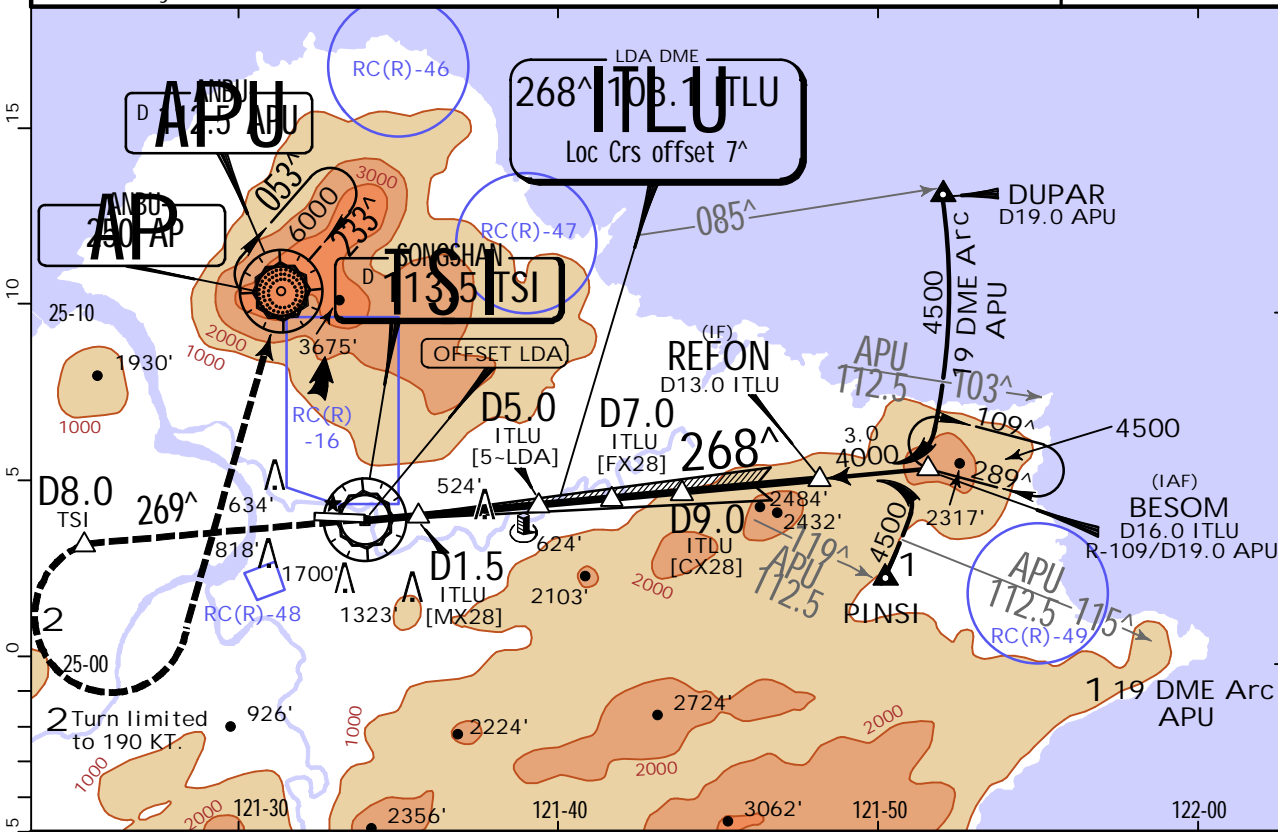 LDA DME
ITLU
268^ 108.1 ITLU
Loc Crs offset 7^
RC(R)-46
ANBU
APU
D 112.5 APU
ANBU
AP
250 AP
053^
6000
233^
3000
RC(R)-47
SONGSHAN
TSI
D 113.5 TSI
085^
DUPAR
D19.0 APU
4500
19 DME Arc
APU
15
10
5
0
5
25-10
2000
1000
1930'
1000
3675'
RC(R)
-16
OFFSET LDA
(IF)
REFON
D13.0 ITLU
APU
112.5
103^
109^
289^
4500
3.0
4000
D5.0
ITLU
[5~LDA]
D7.0
ITLU
[FX28]
268^
D8.0
TSI
269^
634'
524'
818'
624'
1700'
1323'
RC(R)-48
D1.5
ITLU
[MX28]
2103'
2000
D9.0
ITLU
[CX28]
2484'
2432'
119^
APU
112.5
4500
1
PINSI
2317'
(IAF)
BESOM
D16.0 ITLU
R-109/D19.0 APU
APU
112.5
115^
RC(R)-49
1 19 DME Arc
APU
2
25-00
2 Turn limited
to 190 KT.
926'
1000
2224'
2724'
2000
2000
1000
2000
2356'
3062'
121-30
121-40
121-50
122-00